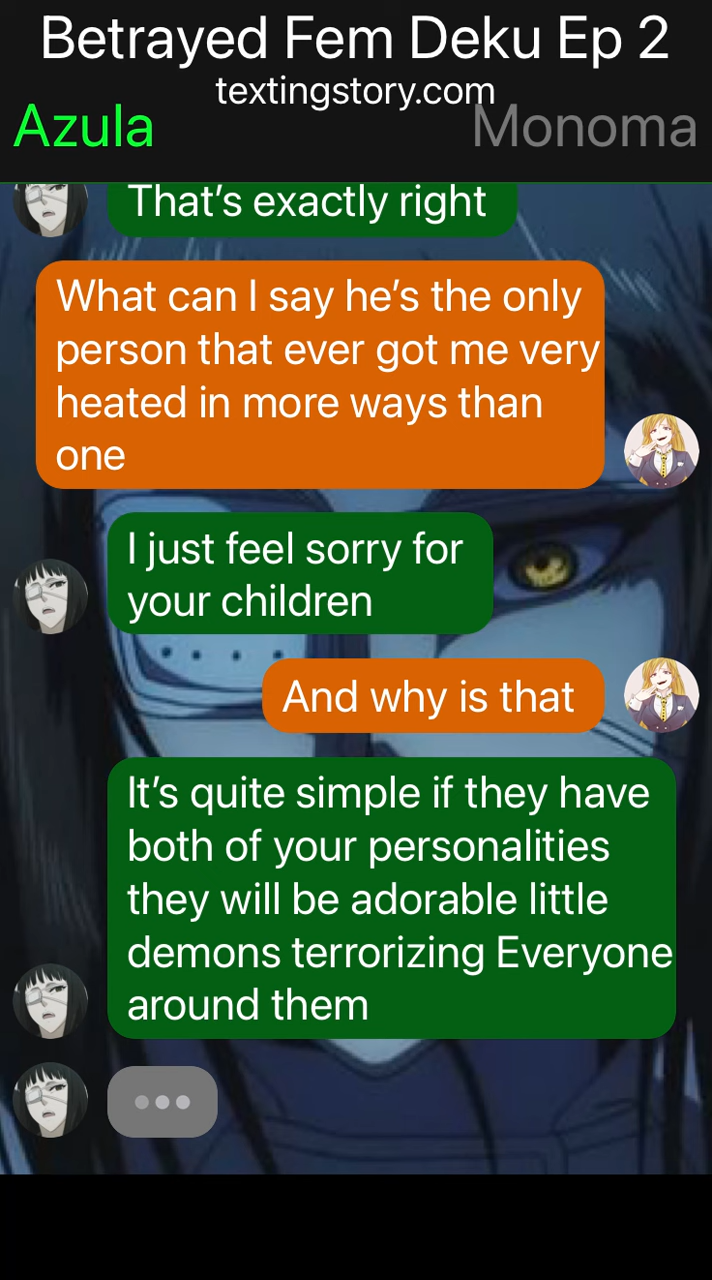 Betrayed Fem Deku Ep 2
textingstory.com
Azula
Monoma
That’s exactly right
What can I say he’s the only
person that ever got me very
heated in more ways than
one
I just feel sorry for
your children
And why is that
It’s quite simple if they have
both of your personalities
they will be adorable little
demons terrorizing Everyone
around them